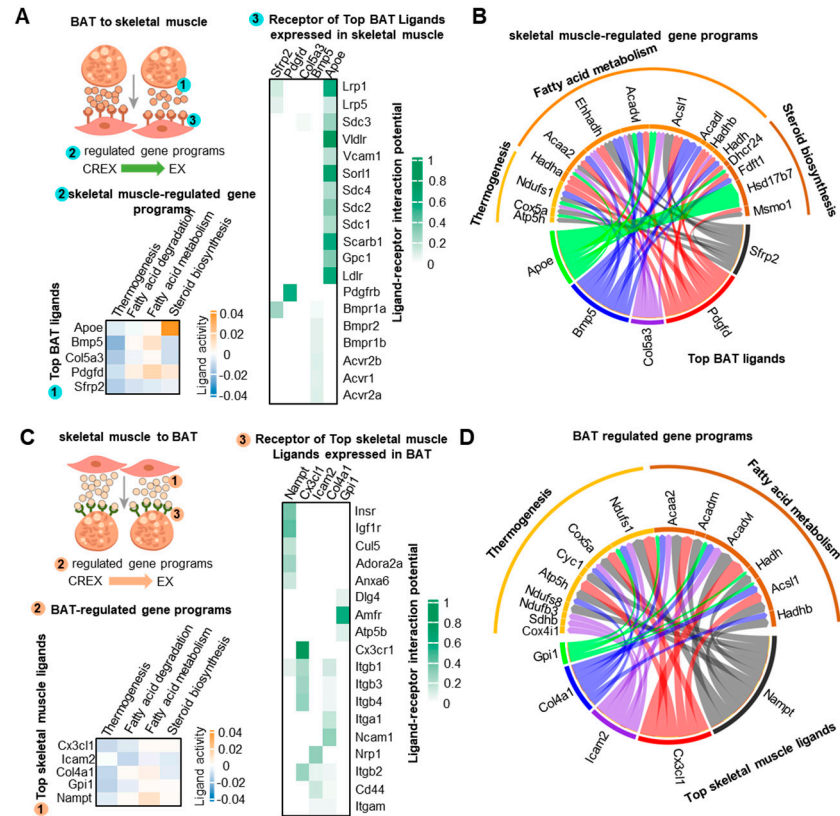 A
BAT to skeletal muscle
1
3
2 regulated gene programs
CREX EX
2 skeletal muscle-regulated gene
programs
Thermogenesis
Fatty acid degradation
Fatty acid metabolism
Steroid biosynthesis
1 Top BAT ligands
Apoe
Bmp5
Col5a3
Pdgfd
Sfrp2
Ligand activity
0.04
0.02
0
-0.02
-0.04
3 Receptor of Top BAT Ligands
expressed in skeletal muscle
Sfrp2
Pdgfd
Col5a3
Bmp5
Apoe
Lrp1
Lrp5
Sdc3
Vldlr
Vcam1
Sorl1
Sdc4
Sdc2
Sdc1
Scarb1
Gpc1
Ldlr
Pdgfrb
Bmpr1a
Bmpr2
Bmpr1b
Acvr2b
Acvr1
Acvr2a
Ligand-receptor interaction potential
1
0.8
0.6
0.4
0.2
0
B
skeletal muscle-regulated gene programs
Thermogenesis
Fatty acid metabolism
Steroid biosynthesis
Atp5h
Cox5a
Ndufs1
Hadha
Acaa2
Ehhadh
Acadvl
Acsl1
Acadl
Hadhb
Hadh
Dhcr24
Fdft1
Hsd17b7
Msmo1
Sfrp2
Pdgfd
Col5a3
Bmp5
Apoe
Top BAT ligands
C
skeletal muscle to BAT
1
3
2 regulated gene programs
CREX EX
2 BAT-regulated gene programs
Thermogenesis
Fatty acid degradation
Fatty acid metabolism
Steroid biosynthesis
1 Top skeletal muscle ligands
Cx3cl1
Icam2
Col4a1
Gpi1
Nampt
Ligand activity
0.04
0.02
0
-0.02
-0.04
3 Receptor of Top skeletal muscle
Ligands expressed in BAT
Nampt
Cx3cl1
Icam2
Col4a1
Gpi1
Insr
Igf1r
Cul5
Adora2a
Anxa6
Dlg4
Amfr
Atp5b
Cx3cr1
Itgb1
Itgb3
Itgb4
Itga1
Ncam1
Nrp1
Itgb2
Cd44
Itgam
Ligand-receptor interaction potential
1
0.8
0.6
0.4
0.2
0
D
BAT regulated gene programs
Thermogenesis
Fatty acid metabolism
Cox4i1
Sdhb
Ndufb3
Ndufs8
Atp5h
Cyc1
Cox5a
Ndufs1
Acaa2
Acadm
Acadvl
Hadh
Acsl1
Hadhb
Nampt
Cx3cl1
Icam2
Col4a1
Gpi1
Top skeletal muscle ligands